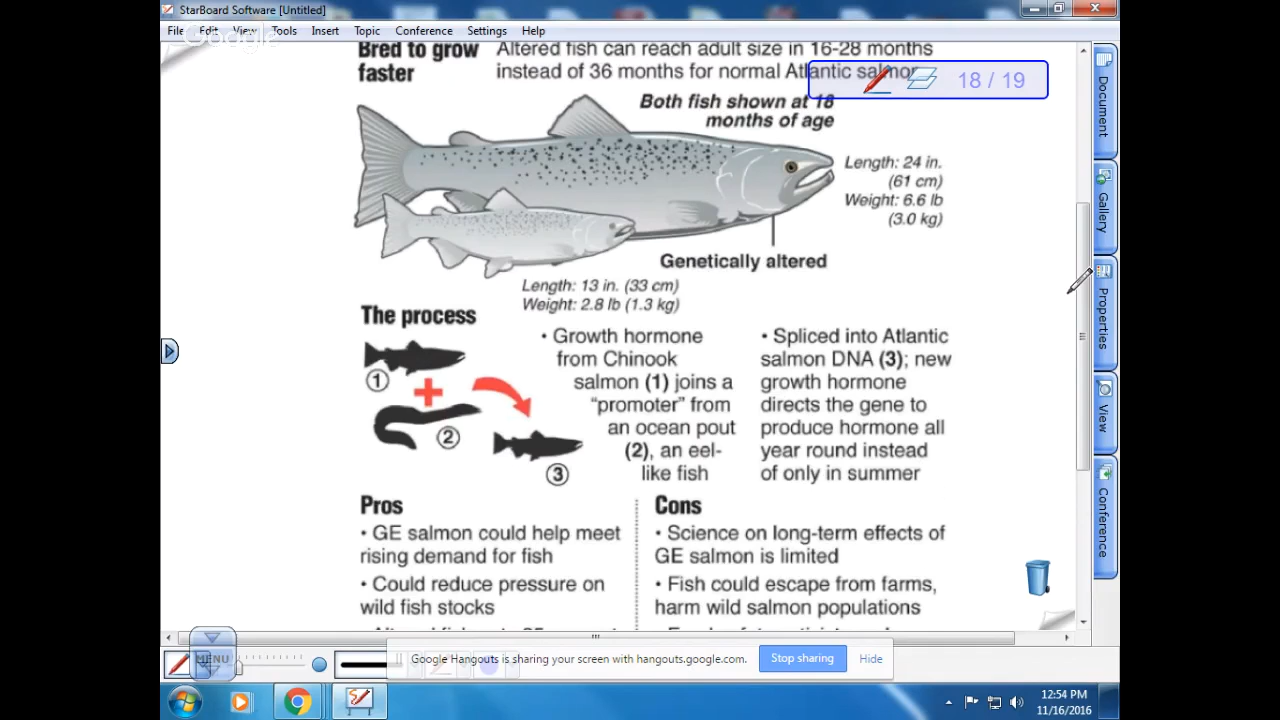 StarBoard Software [Untitled]
File Edit View Tools Insert Topic Conference Settings Help
Google
Bred to grow faster
Altered fish can reach adult size in 16-28 months
instead of 36 months for normal Atlantic salmon
18 / 19
Both fish shown at 18
months of age
Length: 24 in.
(61 cm)
Weight: 6.6 lb
(3.0 kg)
Genetically altered
Length: 13 in. (33 cm)
Weight: 2.8 lb (1.3 kg)
The process
1
2
3
• Growth hormone
from Chinook
salmon (1) joins a
“promoter” from
an ocean pout
(2), an eel-
like fish
• Spliced into Atlantic
salmon DNA (3); new
growth hormone
directs the gene to
produce hormone all
year round instead
of only in summer
Pros
• GE salmon could help meet
rising demand for fish
• Could reduce pressure on
wild fish stocks
Cons
• Science on long-term effects of
GE salmon is limited
• Fish could escape from farms,
harm wild salmon populations
Document
Gallery
Properties
View
Conference
MENU
Google Hangouts is sharing your screen with hangouts.google.com.
Stop sharing
Hide
12:54 PM
11/16/2016